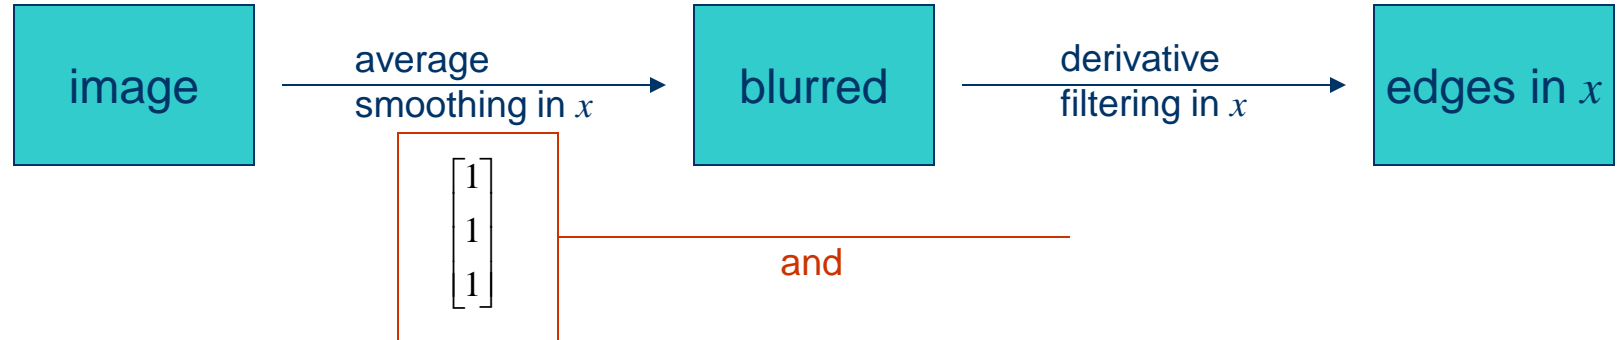 image
average
smoothing in x
blurred
derivative
filtering in x
edges in x
1
1
1
and